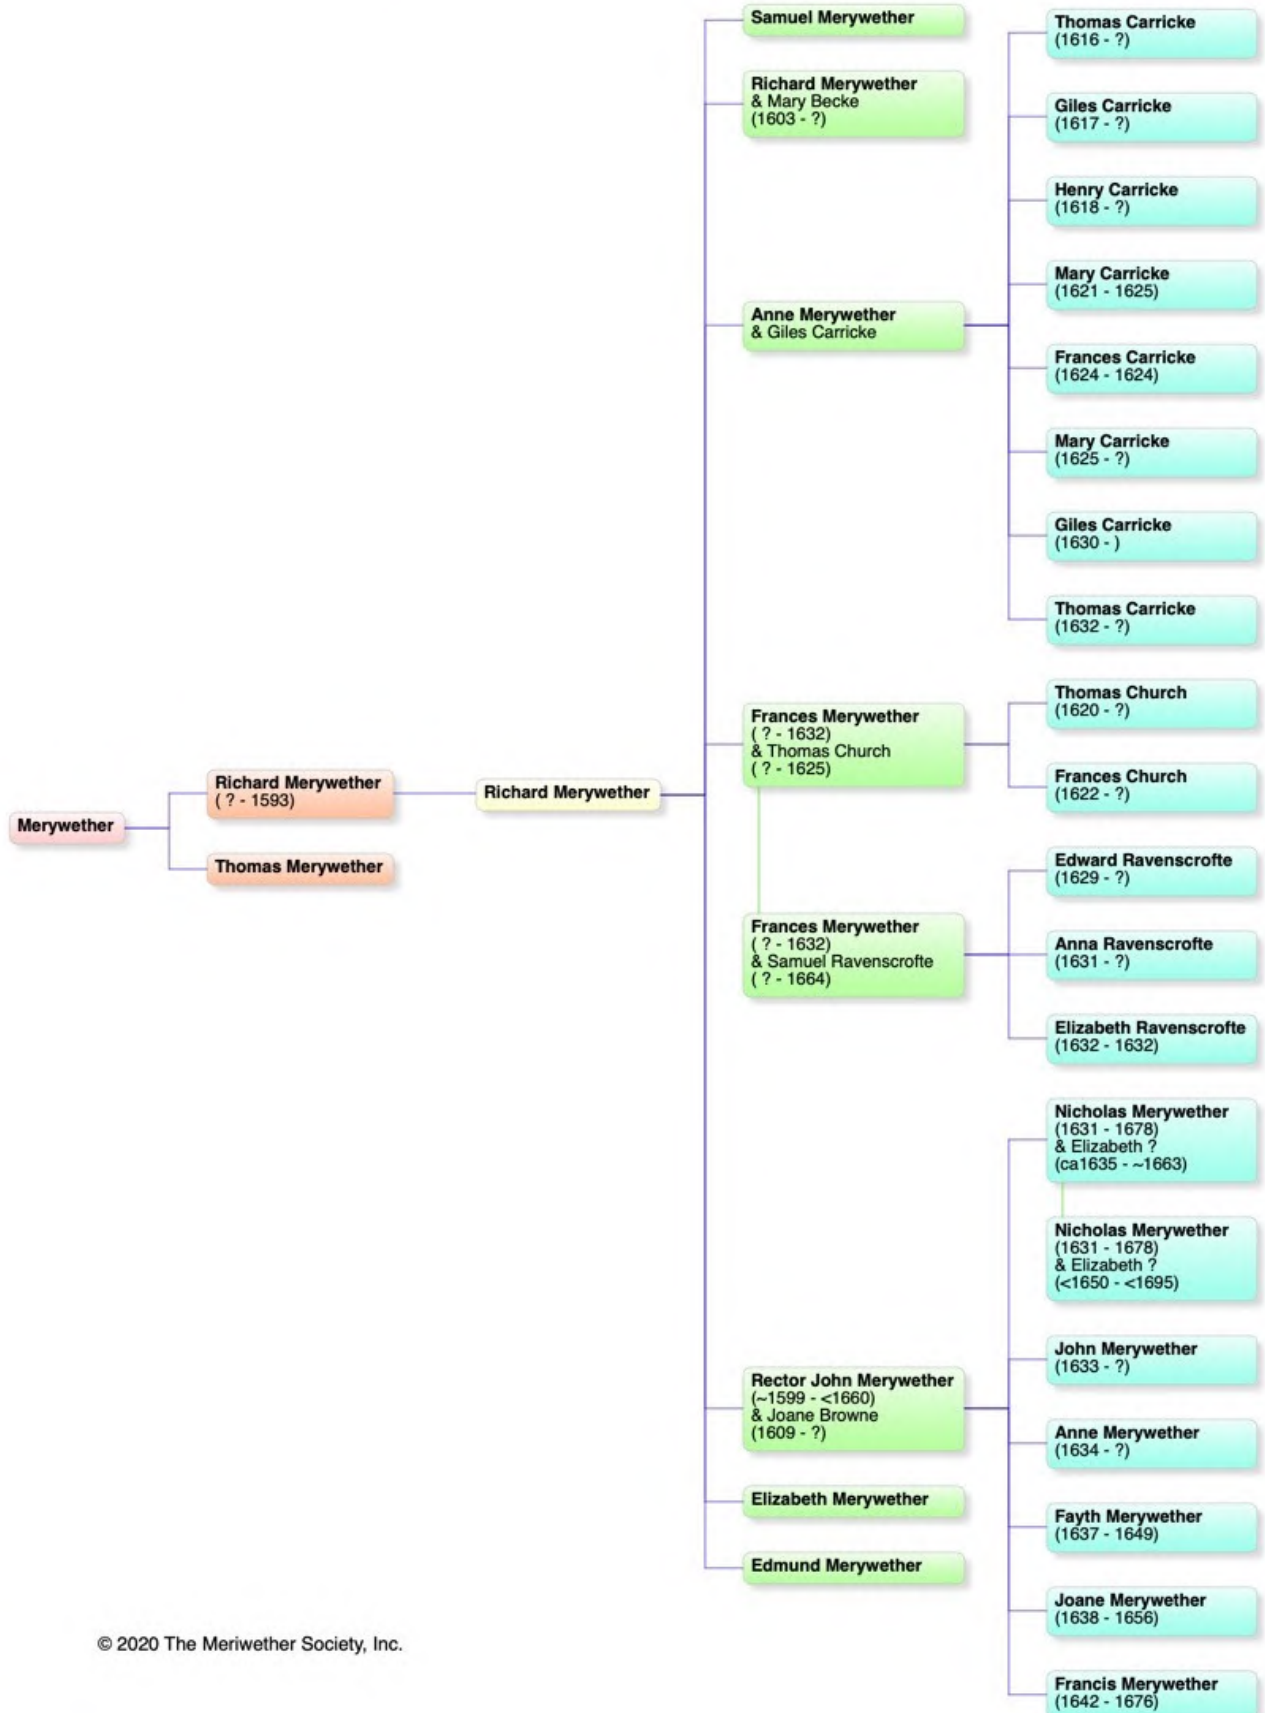 Merywether
Richard Merywether
( ? - 1593)
Thomas Merywether
Richard Merywether
Samuel Merywether
Richard Merywether
& Mary Becke
(1603 - ?)
Anne Merywether
& Giles Carricke
Frances Merywether
( ? - 1632)
& Thomas Church
( ? - 1625)
Frances Merywether
( ? - 1632)
& Samuel Ravenscrofte
( ? - 1664)
Rector John Merywether
(~1599 - <1660)
& Joane Browne
(1609 - ?)
Elizabeth Merywether
Edmund Merywether
Thomas Carricke
(1616 - ?)
Giles Carricke
(1617 - ?)
Henry Carricke
(1618 - ?)
Mary Carricke
(1621 - 1625)
Frances Carricke
(1624 - 1624)
Mary Carricke
(1625 - ?)
Giles Carricke
(1630 - )
Thomas Carricke
(1632 - ?)
Thomas Church
(1620 - ?)
Frances Church
(1622 - ?)
Edward Ravenscrofte
(1629 - ?)
Anna Ravenscrofte
(1631 - ?)
Elizabeth Ravenscrofte
(1632 - 1632)
Nicholas Merywether
(1631 - 1678)
& Elizabeth ?
(ca1635 - ~1663)
Nicholas Merywether
(1631 - 1678)
& Elizabeth ?
(<1650 - <1695)
John Merywether
(1633 - ?)
Anne Merywether
(1634 - ?)
Fayth Merywether
(1637 - 1649)
Joane Merywether
(1638 - 1656)
Francis Merywether
(1642 - 1676)
© 2020 The Meriwether Society, Inc.